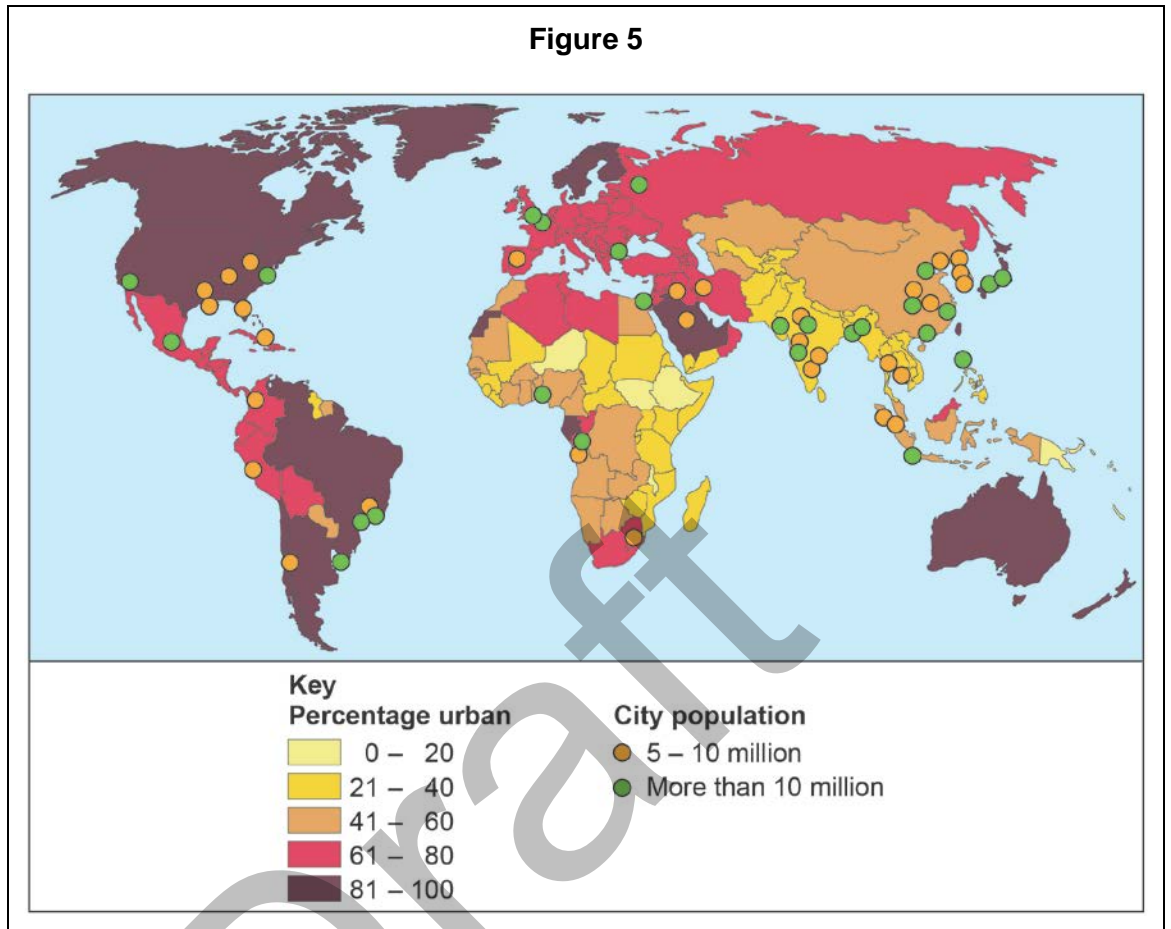 Figure 5
Key
Percentage urban
0 – 20
21 – 40
41 – 60
61 – 80
81 – 100
City population
5 – 10 million
More than 10 million
Draft